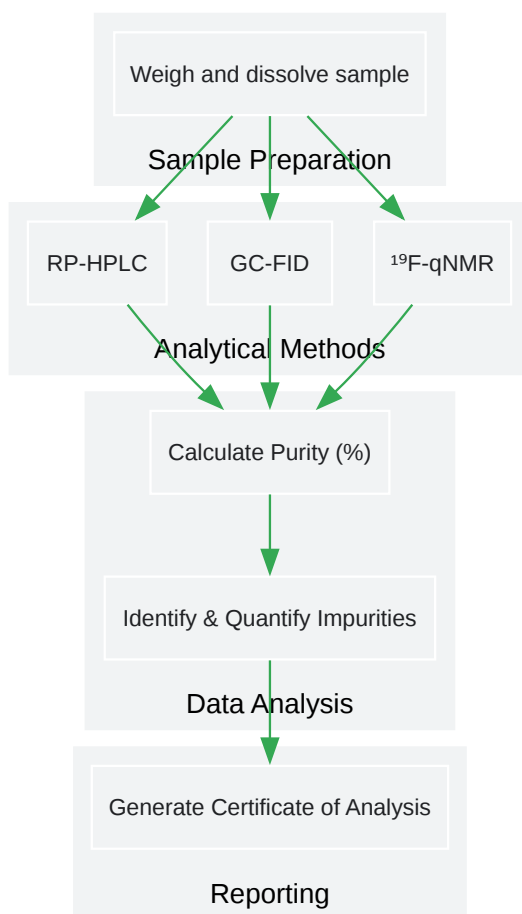 Weigh and dissolve sample
Sample Preparation
RP-HPLC
GC-FID
¹⁹F-qNMR
Analytical Methods
Calculate Purity (%)
Identify & Quantify Impurities
Data Analysis
Generate Certificate of Analysis
Reporting